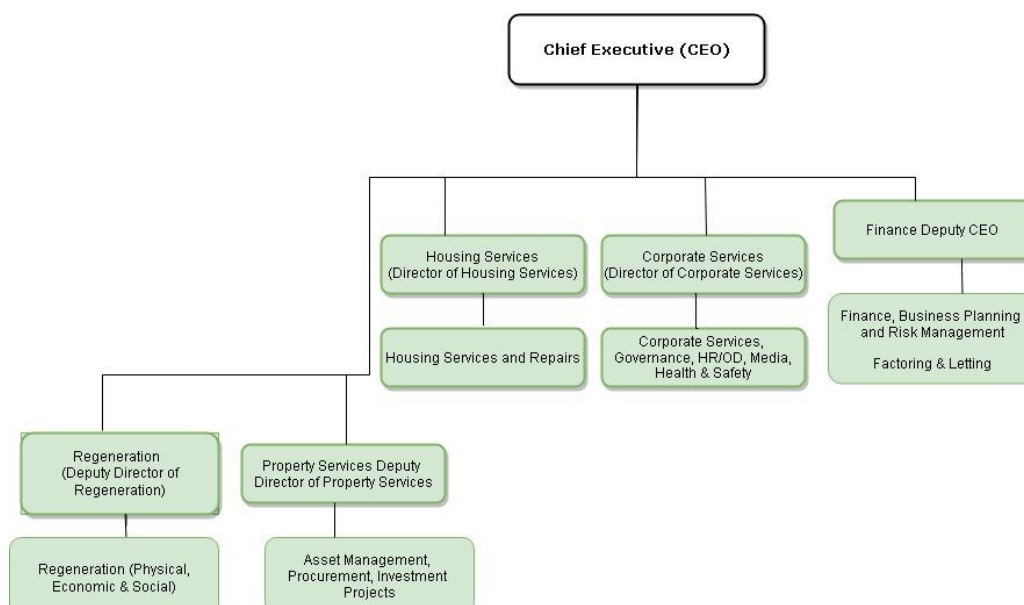 Chief Executive (CEO)
Finance Deputy CEO
Housing Services
(Director of Housing Services)
Corporate Services
(Director of Corporate Services)
Finance, Business Planning
and Risk Management
Factoring & Letting
Housing Services and Repairs
Corporate Services,
Governance, HR/OD, Media,
Health & Safety
Regeneration
(Deputy Director of
Regeneration)
Property Services Deputy
Director of Property Services
Regeneration (Physical,
Economic & Social)
Asset Management,
Procurement, Investment
Projects